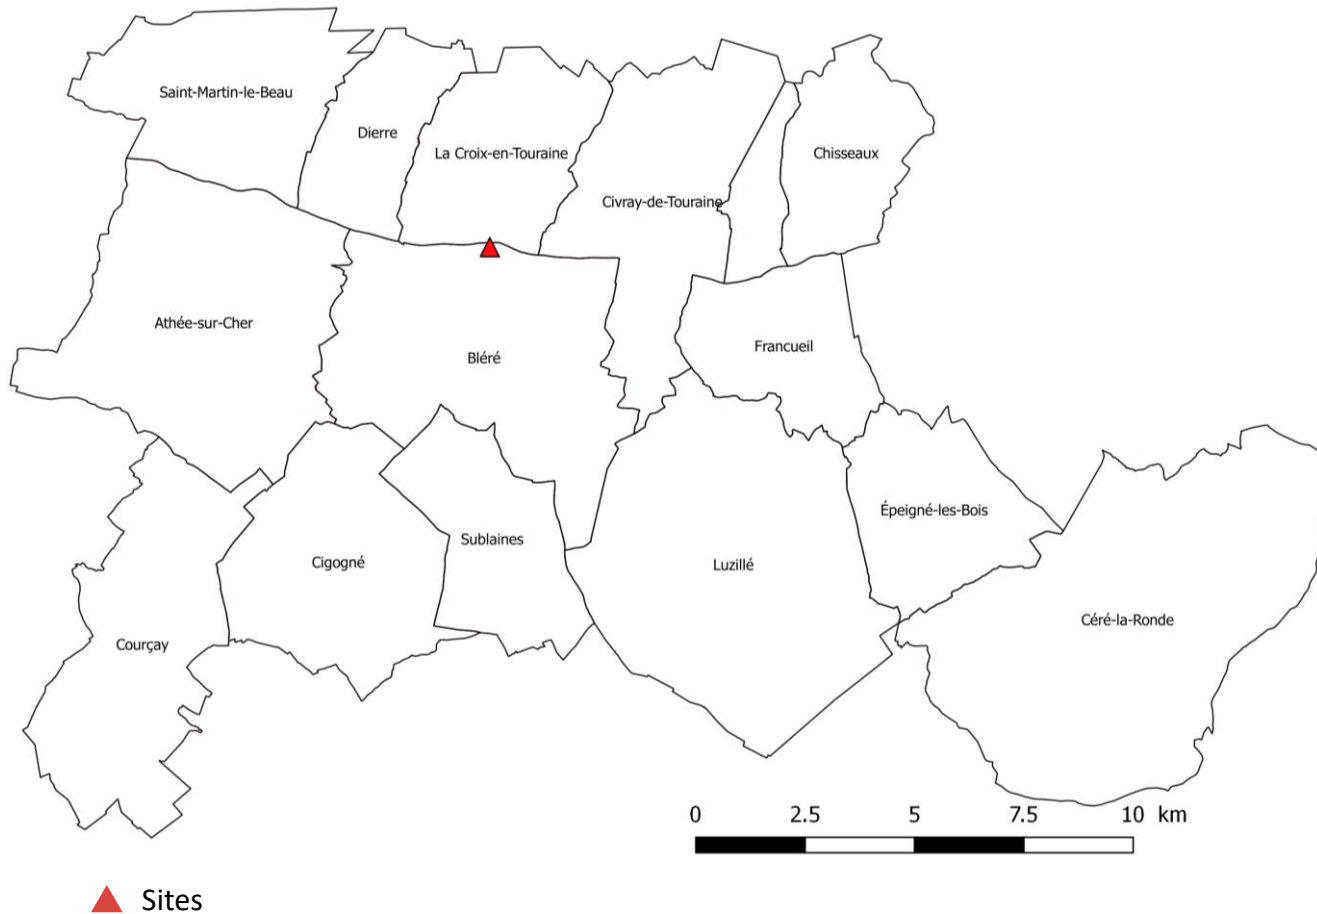 Saint-Martin-le-Beau
Dierre
La Croix-en-Touraine
Chisseaux
Civray-de-Touraine
Athée-sur-Cher
Bléré
Francueil
Épeigné-les-Bois
Sublaines
Cigogné
Luzillé
Céré-la-Ronde
Courçay
0 2.5 5 7.5 10 km
Sites